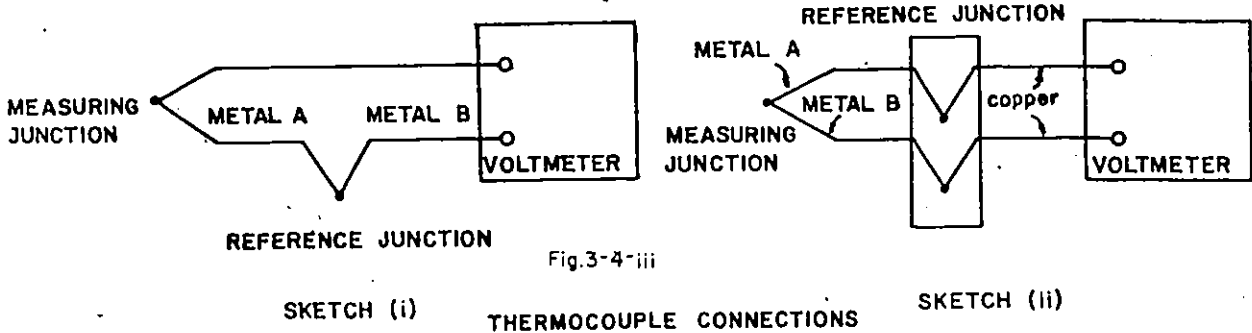 REFERENCE JUNCTION
METAL A
MEASURING
JUNCTION
METAL A
METAL B
VOLTMETER
METAL B
copper
MEASURING
JUNCTION
VOLTMETER
REFERENCE JUNCTION
Fig.3-4-iii
SKETCH (i)
SKETCH (ii)
THERMOCOUPLE CONNECTIONS